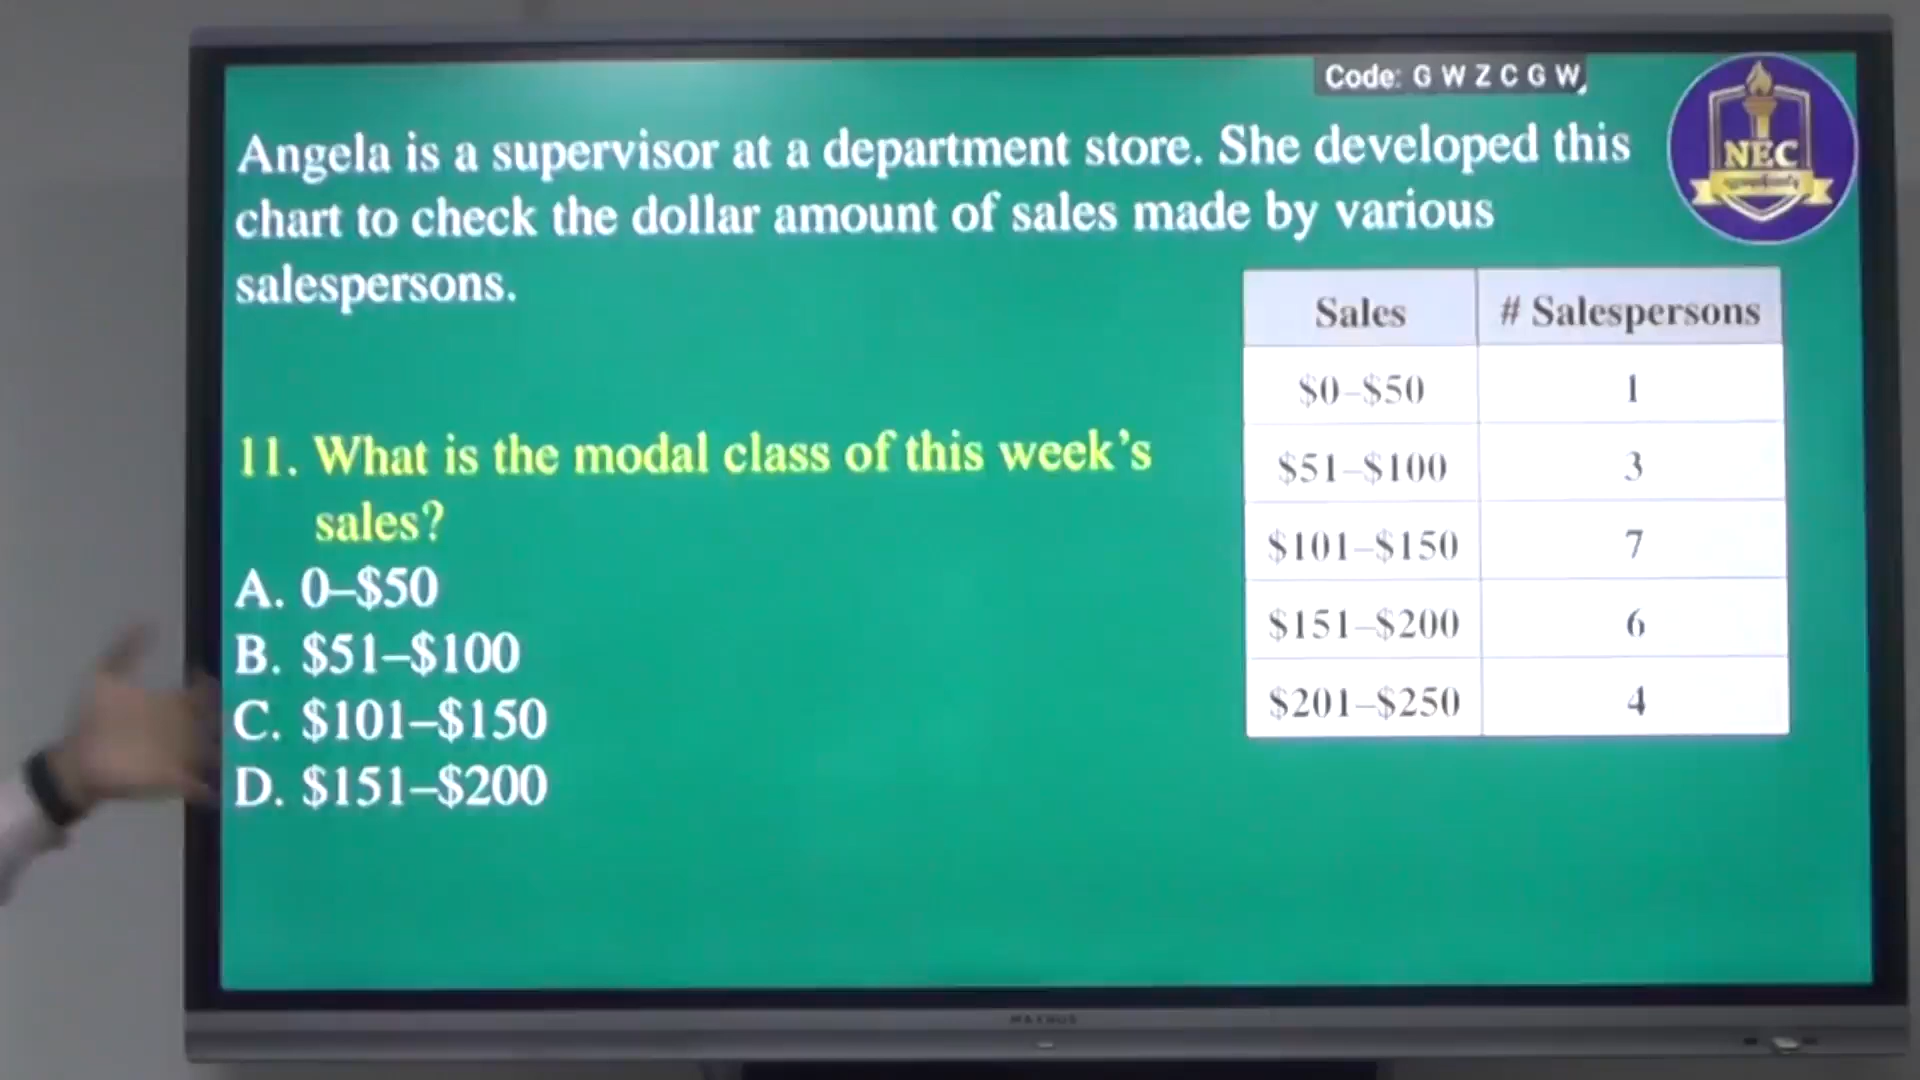 Code: G W Z C G W
Angela is a supervisor at a department store. She developed this
chart to check the dollar amount of sales made by various
salespersons.
NEC
Sales # Salespersons
$0–$50 1
$51–$100 3
$101–$150 7
$151–$200 6
$201–$250 4
11. What is the modal class of this week’s
sales?
A. 0–$50
B. $51–$100
C. $101–$150
D. $151–$200